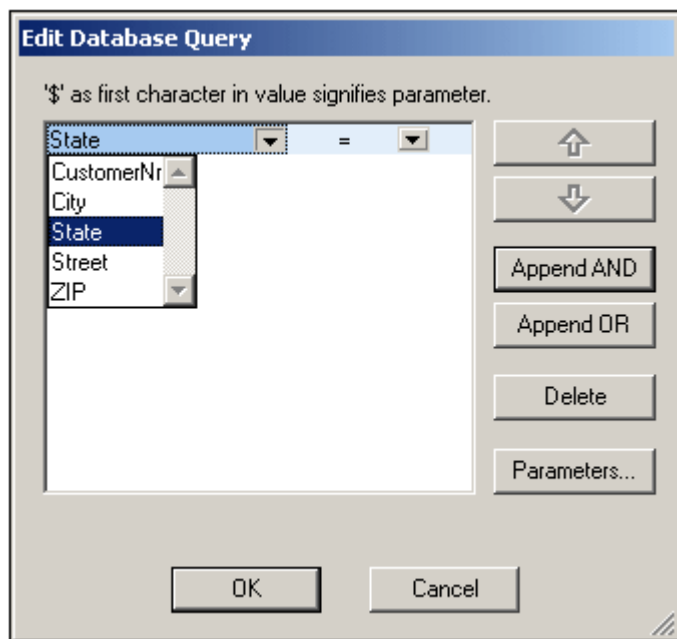 Edit Database Query
'$' as first character in value signifies parameter.
State =
CustomerNr
City
State
Street
ZIP
Append AND
Append OR
Delete
Parameters...
OK Cancel